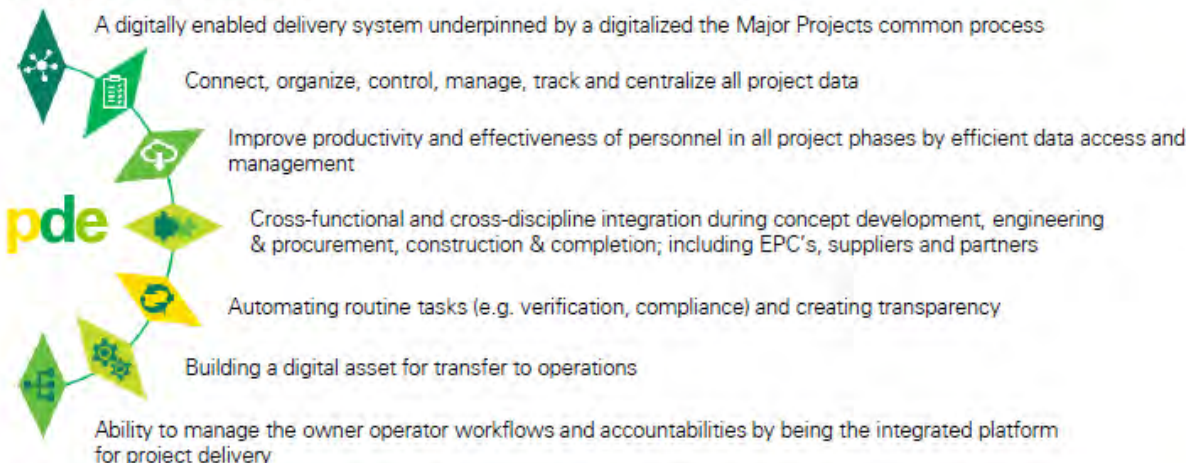 A digitally enabled delivery system underpinned by a digitalized the Major Projects common process
Connect, organize, control, manage, track and centralize all project data
Improve productivity and effectiveness of personnel in all project phases by efficient data access and
management
pde
Cross-functional and cross-discipline integration during concept development, engineering
& procurement, construction & completion; including EPC's, suppliers and partners
Automating routine tasks (e.g. verification, compliance) and creating transparency
Building a digital asset for transfer to operations
Ability to manage the owner operator workflows and accountabilities by being the integrated platform
for project delivery